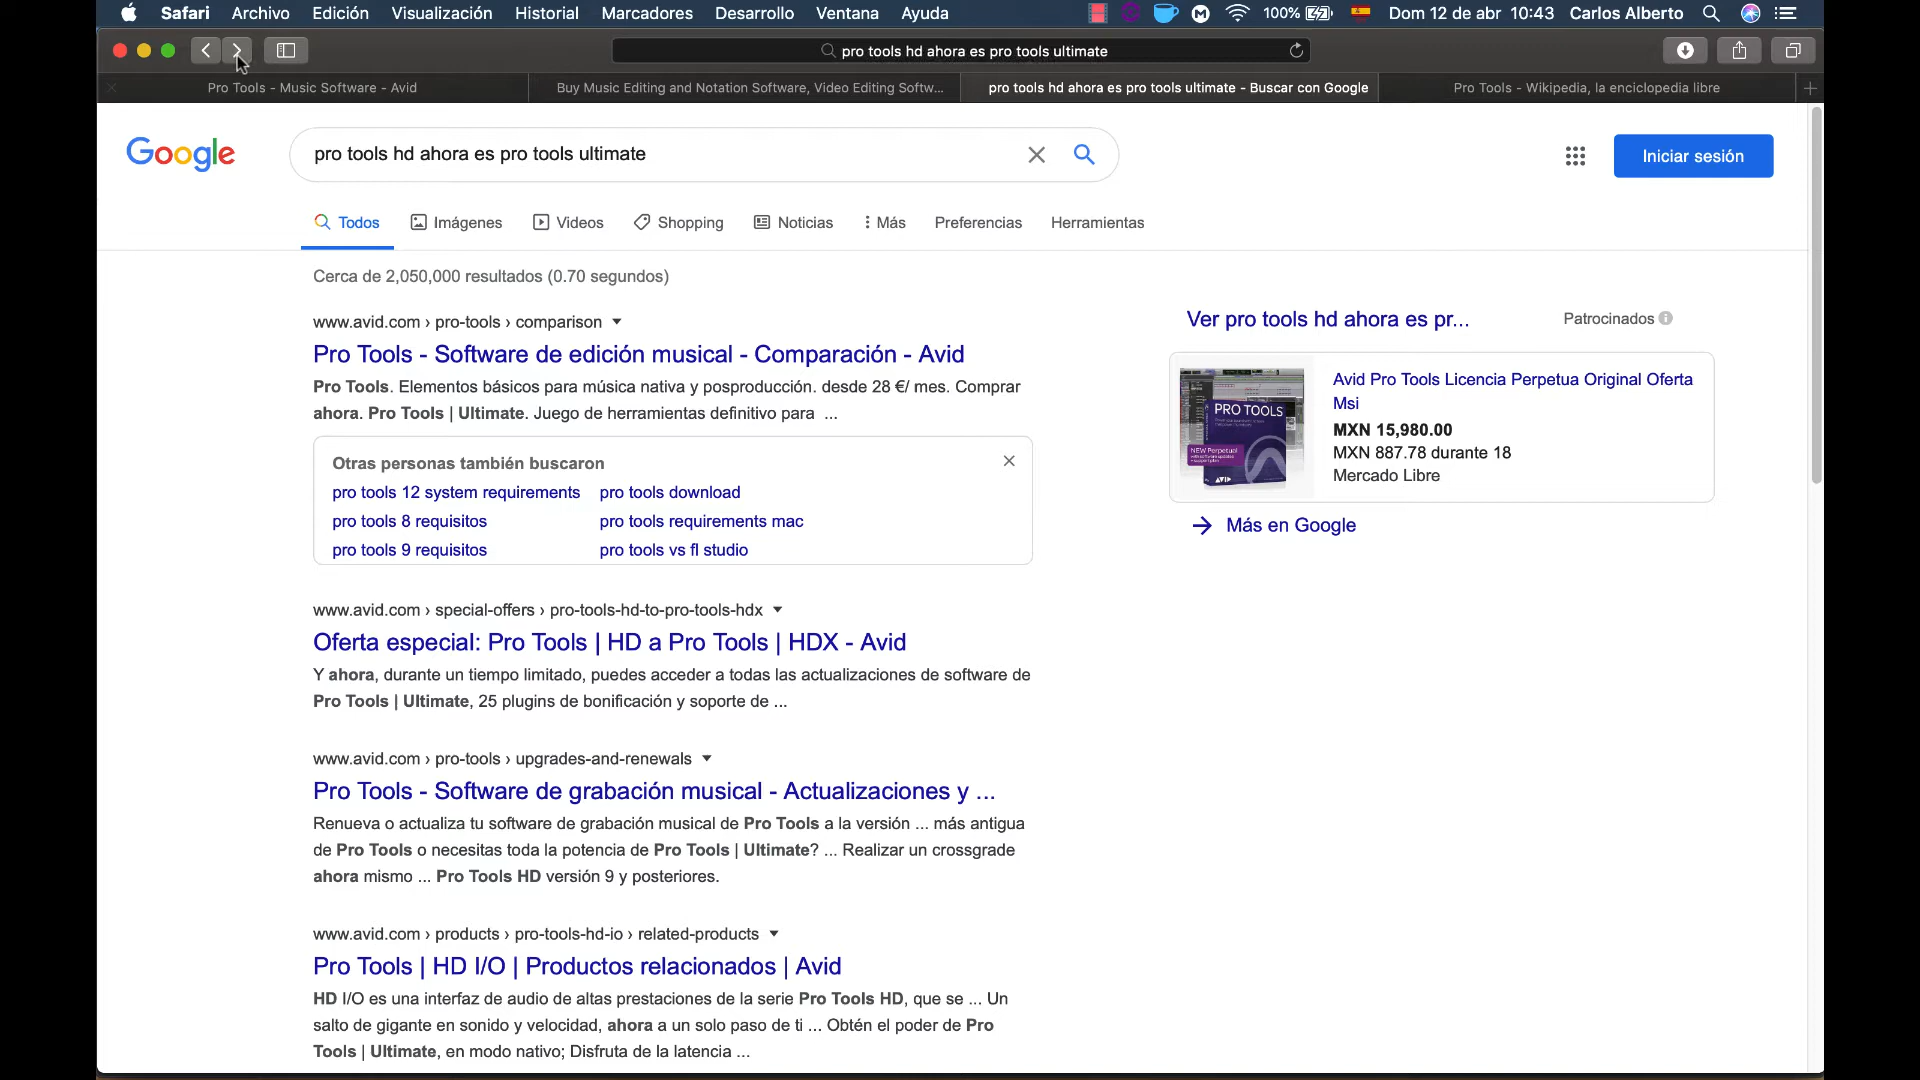 Safari Archivo Edición Visualización Historial Marcadores Desarrollo Ventana Ayuda 100% Dom 12 de abr 10:43 Carlos Alberto
pro tools hd ahora es pro tools ultimate
Pro Tools - Music Software - Avid
Buy Music Editing and Notation Software, Video Editing Softw...
pro tools hd ahora es pro tools ultimate - Buscar con Google
Pro Tools - Wikipedia, la enciclopedia libre
Google
pro tools hd ahora es pro tools ultimate
Iniciar sesión
Todos Imágenes Videos Shopping Noticias Más Preferencias Herramientas
Cerca de 2,050,000 resultados (0.70 segundos)
www.avid.com › pro-tools › comparison
Pro Tools - Software de edición musical - Comparación - Avid
Pro Tools. Elementos básicos para música nativa y posproducción. desde 28 €/ mes. Comprar
ahora. Pro Tools | Ultimate. Juego de herramientas definitivo para ...
Otras personas también buscaron
pro tools 12 system requirements pro tools download
pro tools 8 requisitos pro tools requirements mac
pro tools 9 requisitos pro tools vs fl studio
www.avid.com › special-offers › pro-tools-hd-to-pro-tools-hdx
Oferta especial: Pro Tools | HD a Pro Tools | HDX - Avid
Y ahora, durante un tiempo limitado, puedes acceder a todas las actualizaciones de software de
Pro Tools | Ultimate, 25 plugins de bonificación y soporte de ...
www.avid.com › pro-tools › upgrades-and-renewals
Pro Tools - Software de grabación musical - Actualizaciones y ...
Renueva o actualiza tu software de grabación musical de Pro Tools a la versión ... más antigua
de Pro Tools o necesitas toda la potencia de Pro Tools | Ultimate? ... Realizar un crossgrade
ahora mismo ... Pro Tools HD versión 9 y posteriores.
www.avid.com › products › pro-tools-hd-io › related-products
Pro Tools | HD I/O | Productos relacionados | Avid
HD I/O es una interfaz de audio de altas prestaciones de la serie Pro Tools HD, que se ... Un
salto de gigante en sonido y velocidad, ahora a un solo paso de ti ... Obtén el poder de Pro
Tools | Ultimate, en modo nativo; Disfruta de la latencia ...
Ver pro tools hd ahora es pr...
Patrocinados
PRO TOOLS
NEW Perpetual
AVID
Avid Pro Tools Licencia Perpetua Original Oferta
Msi
MXN 15,980.00
MXN 887.78 durante 18
Mercado Libre
Más en Google